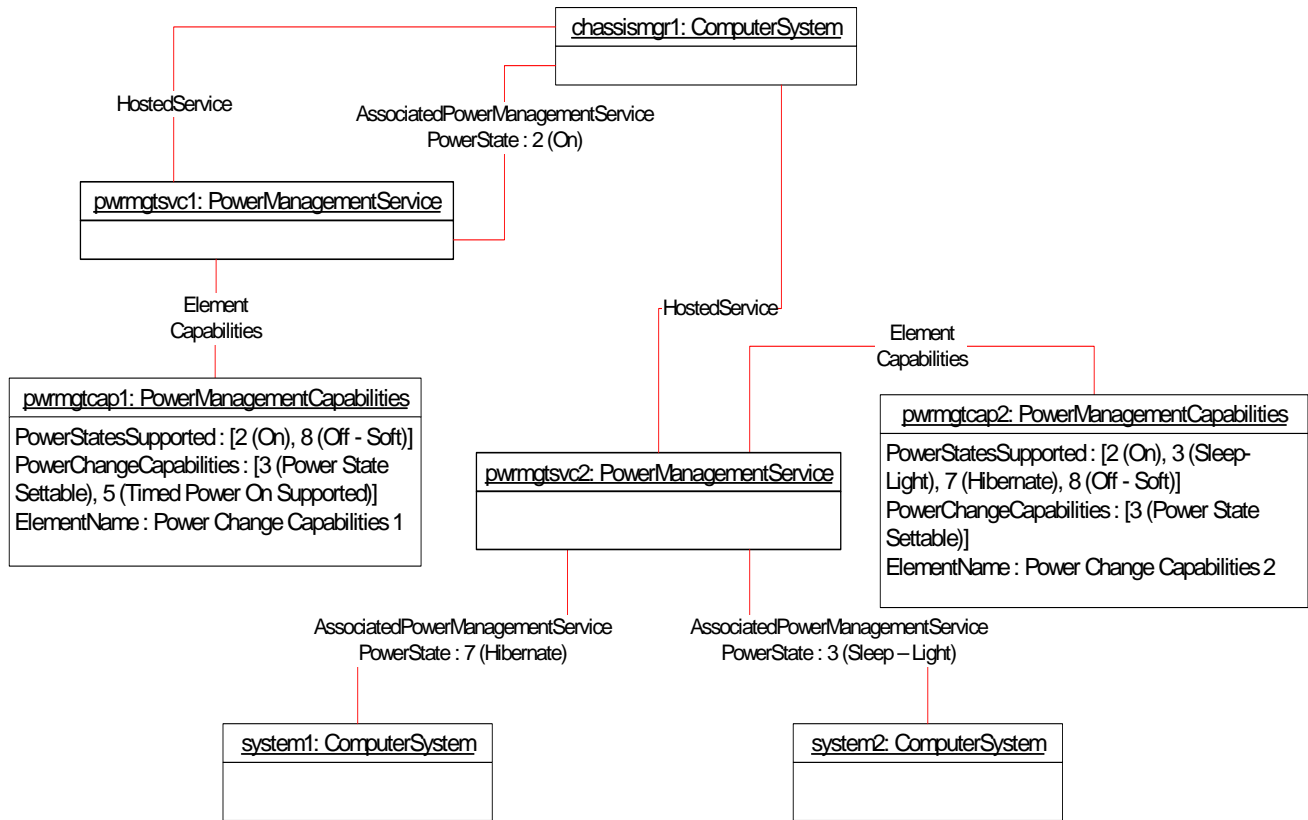 chassismgr1: ComputerSystem
HostedService
AssociatedPowerManagementService
PowerState : 2 (On)
pwrmgtsvc1: PowerManagementService
Element
Capabilities
HostedService
Element
Capabilities
pwrmgtcap1: PowerManagementCapabilities
PowerStatesSupported : [2 (On), 8 (Off - Soft)]
PowerChangeCapabilities : [3 (Power State
Settable), 5 (Timed Power On Supported)]
ElementName : Power Change Capabilities 1
pwrmgtcap2: PowerManagementCapabilities
PowerStatesSupported : [2 (On), 3 (Sleep-
Light), 7 (Hibernate), 8 (Off - Soft)]
PowerChangeCapabilities : [3 (Power State
Settable)]
ElementName : Power Change Capabilities 2
pwrmgtsvc2: PowerManagementService
AssociatedPowerManagementService
PowerState : 7 (Hibernate)
AssociatedPowerManagementService
PowerState : 3 (Sleep – Light)
system1: ComputerSystem
system2: ComputerSystem